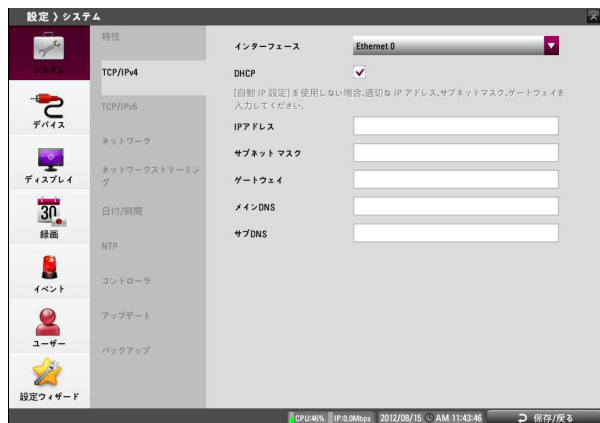 設定 〉システム
システム
デバイス
ディスプレイ
30
録画
イベント
ユーザー
設定ウィザード
特性
TCP/IPv4
TCP/IPv6
ネットワーク
ネットワークストリーミン
グ
日付/時間
NTP
コントローラ
アップデート
バックアップ
インターフェース
Ethernet 0
DHCP
[自動 IP 設定] を使用しない場合、適切な IP アドレス、サブネットマスク、ゲートウェイを
入力してください。
IPアドレス
サブネット マスク
ゲートウェイ
メインDNS
サブDNS
CPU:46% IP:0.0Mbps 2012/08/15 AM 11:43:46 保存/戻る